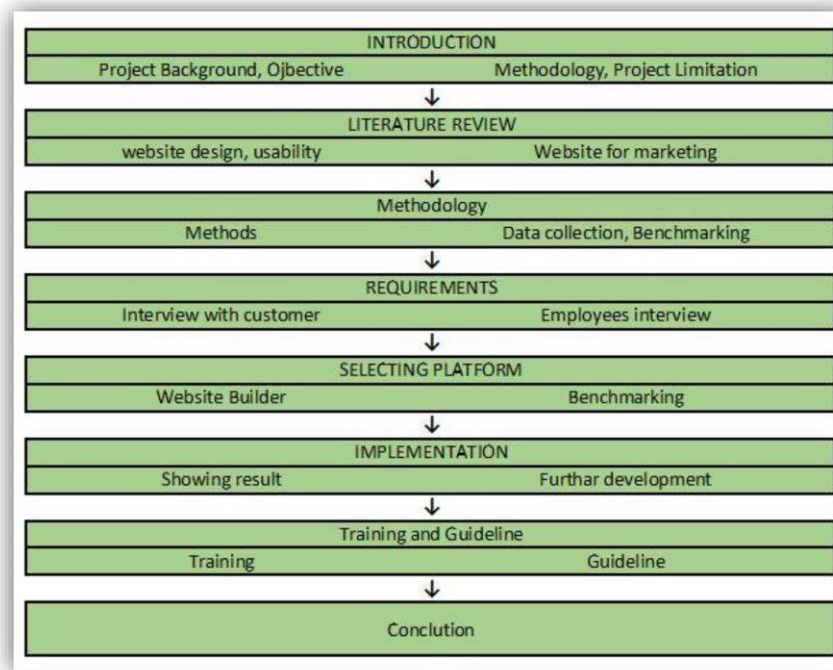 INTRODUCTION
Project Background, Ojbective Methodology, Project Limitation
↓
LITERATURE REVIEW
website design, usability Website for marketing
↓
Methodology
Methods Data collection, Benchmarking
↓
REQUIREMENTS
Interview with customer Employees interview
↓
SELECTING PLATFORM
Website Builder Benchmarking
↓
IMPLEMENTATION
Showing result Furthar development
↓
Training and Guideline
Training Guideline
↓
Conclution